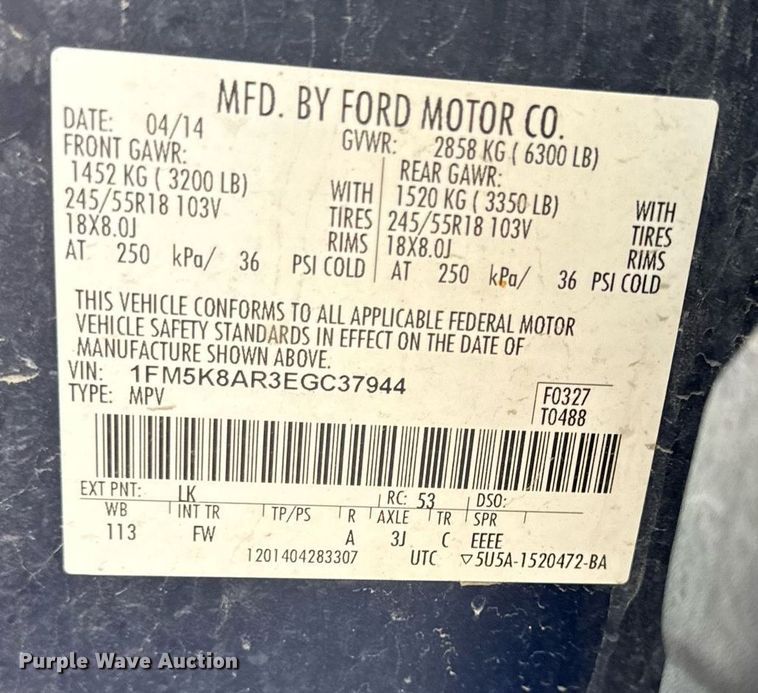 MFD. BY FORD MOTOR CO.
DATE: 04/14 GVWR: 2858 KG ( 6300 LB)
FRONT GAWR: REAR GAWR:
1452 KG ( 3200 LB) WITH 1520 KG ( 3350 LB) WITH
245/55R18 103V TIRES 245/55R18 103V TIRES
18X8.0J RIMS 18X8.0J RIMS
AT 250 kPa/ 36 PSI COLD AT 250 kPa/ 36 PSI COLD
THIS VEHICLE CONFORMS TO ALL APPLICABLE FEDERAL MOTOR
VEHICLE SAFETY STANDARDS IN EFFECT ON THE DATE OF
MANUFACTURE SHOWN ABOVE.
VIN: 1FM5K8AR3EGC37944
TYPE: MPV
F0327
T0488
EXT PNT: LK RC: 53 DSO:
WB INT TR TP/PS R AXLE TR SPR
113 FW A 3J C EEEE
1201404283307 UTC ▽5U5A-1520472-BA
Purple Wave Auction